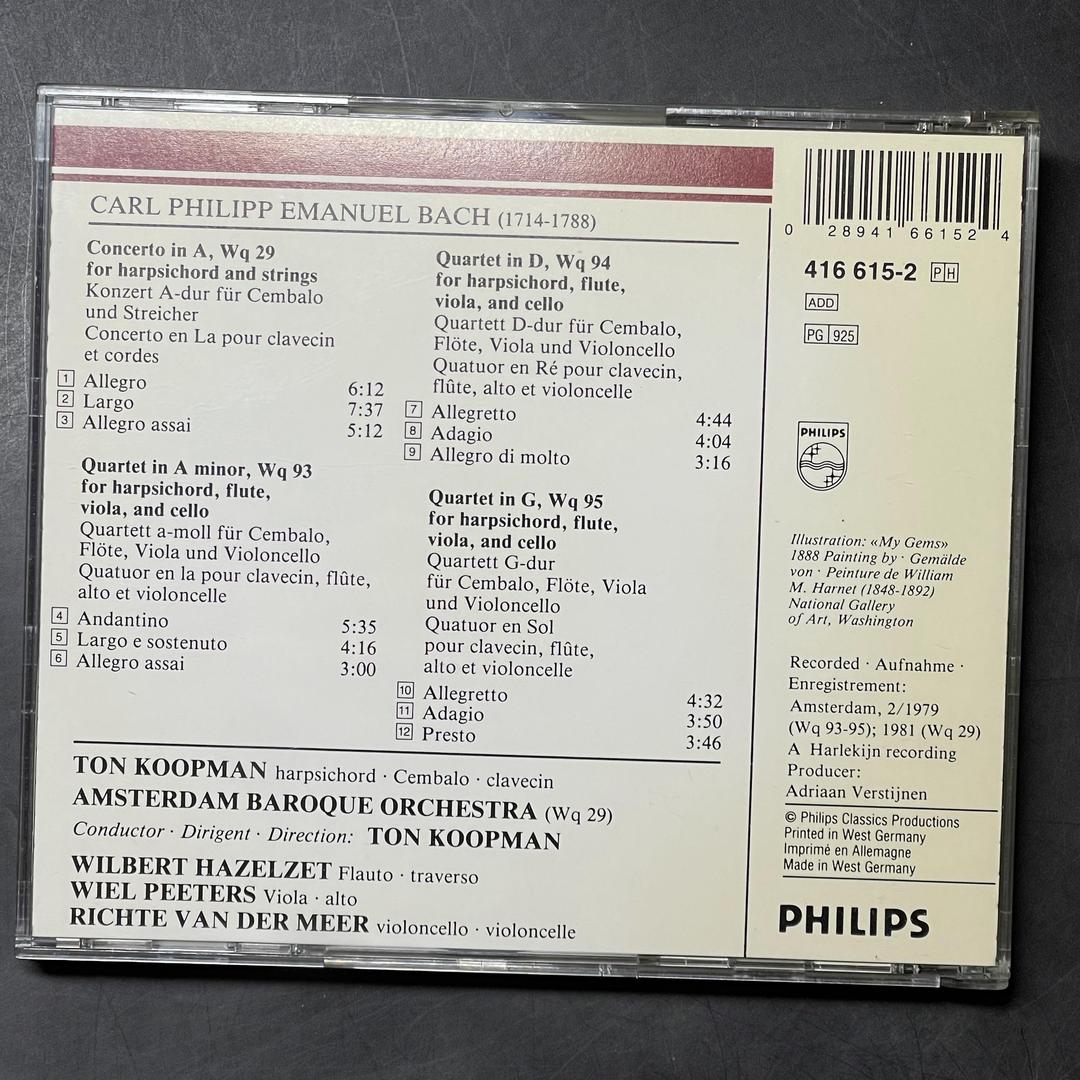 CARL PHILIPP EMANUEL BACH (1714-1788)
Concerto in A, Wq 29
for harpsichord and strings
Konzert A-dur für Cembalo
und Streicher
Concerto en La pour clavecin
et cordes
1 Allegro 6:12
2 Largo 7:37
3 Allegro assai 5:12
Quartet in A minor, Wq 93
for harpsichord, flute,
viola, and cello
Quartett a-moll für Cembalo,
Flöte, Viola und Violoncello
Quatuor en la pour clavecin, flûte,
alto et violoncelle
4 Andantino 5:35
5 Largo e sostenuto 4:16
6 Allegro assai 3:00
Quartet in D, Wq 94
for harpsichord, flute,
viola, and cello
Quartett D-dur für Cembalo,
Flöte, Viola und Violoncello
Quatuor en Ré pour clavecin,
flûte, alto et violoncelle
7 Allegretto 4:44
8 Adagio 4:04
9 Allegro di molto 3:16
Quartet in G, Wq 95
for harpsichord, flute,
viola, and cello
Quartett G-dur
für Cembalo, Flöte, Viola
und Violoncello
Quatuor en Sol
pour clavecin, flûte,
alto et violoncelle
10 Allegretto 4:32
11 Adagio 3:50
12 Presto 3:46
TON KOOPMAN harpsichord · Cembalo · clavecin
AMSTERDAM BAROQUE ORCHESTRA (Wq 29)
Conductor · Dirigent · Direction: TON KOOPMAN
WILBERT HAZELZET Flauto · traverso
WIEL PEETERS Viola · alto
RICHTE VAN DER MEER violoncello · violoncelle
0 28941 66152 4
416 615-2 PH
ADD
PG 925
PHILIPS
Illustration: «My Gems»
1888 Painting by · Gemälde
von · Peinture de William
M. Harnet (1848-1892)
National Gallery
of Art, Washington
Recorded · Aufnahme ·
Enregistrement:
Amsterdam, 2/1979
(Wq 93-95); 1981 (Wq 29)
A Harlekijn recording
Producer:
Adriaan Verstijnen
© Philips Classics Productions
Printed in West Germany
Imprimé en Allemagne
Made in West Germany
PHILIPS